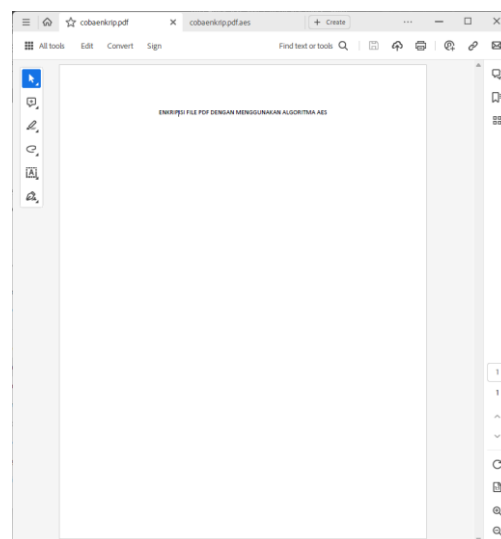 cobaenkrip.pdf
cobaenkrip.pdf.aes
+ Create
All tools
Edit
Convert
Sign
Find text or tools
ENKRIPISI FILE PDF DENGAN MENGGUNAKAN ALGORITMA AES
1
1